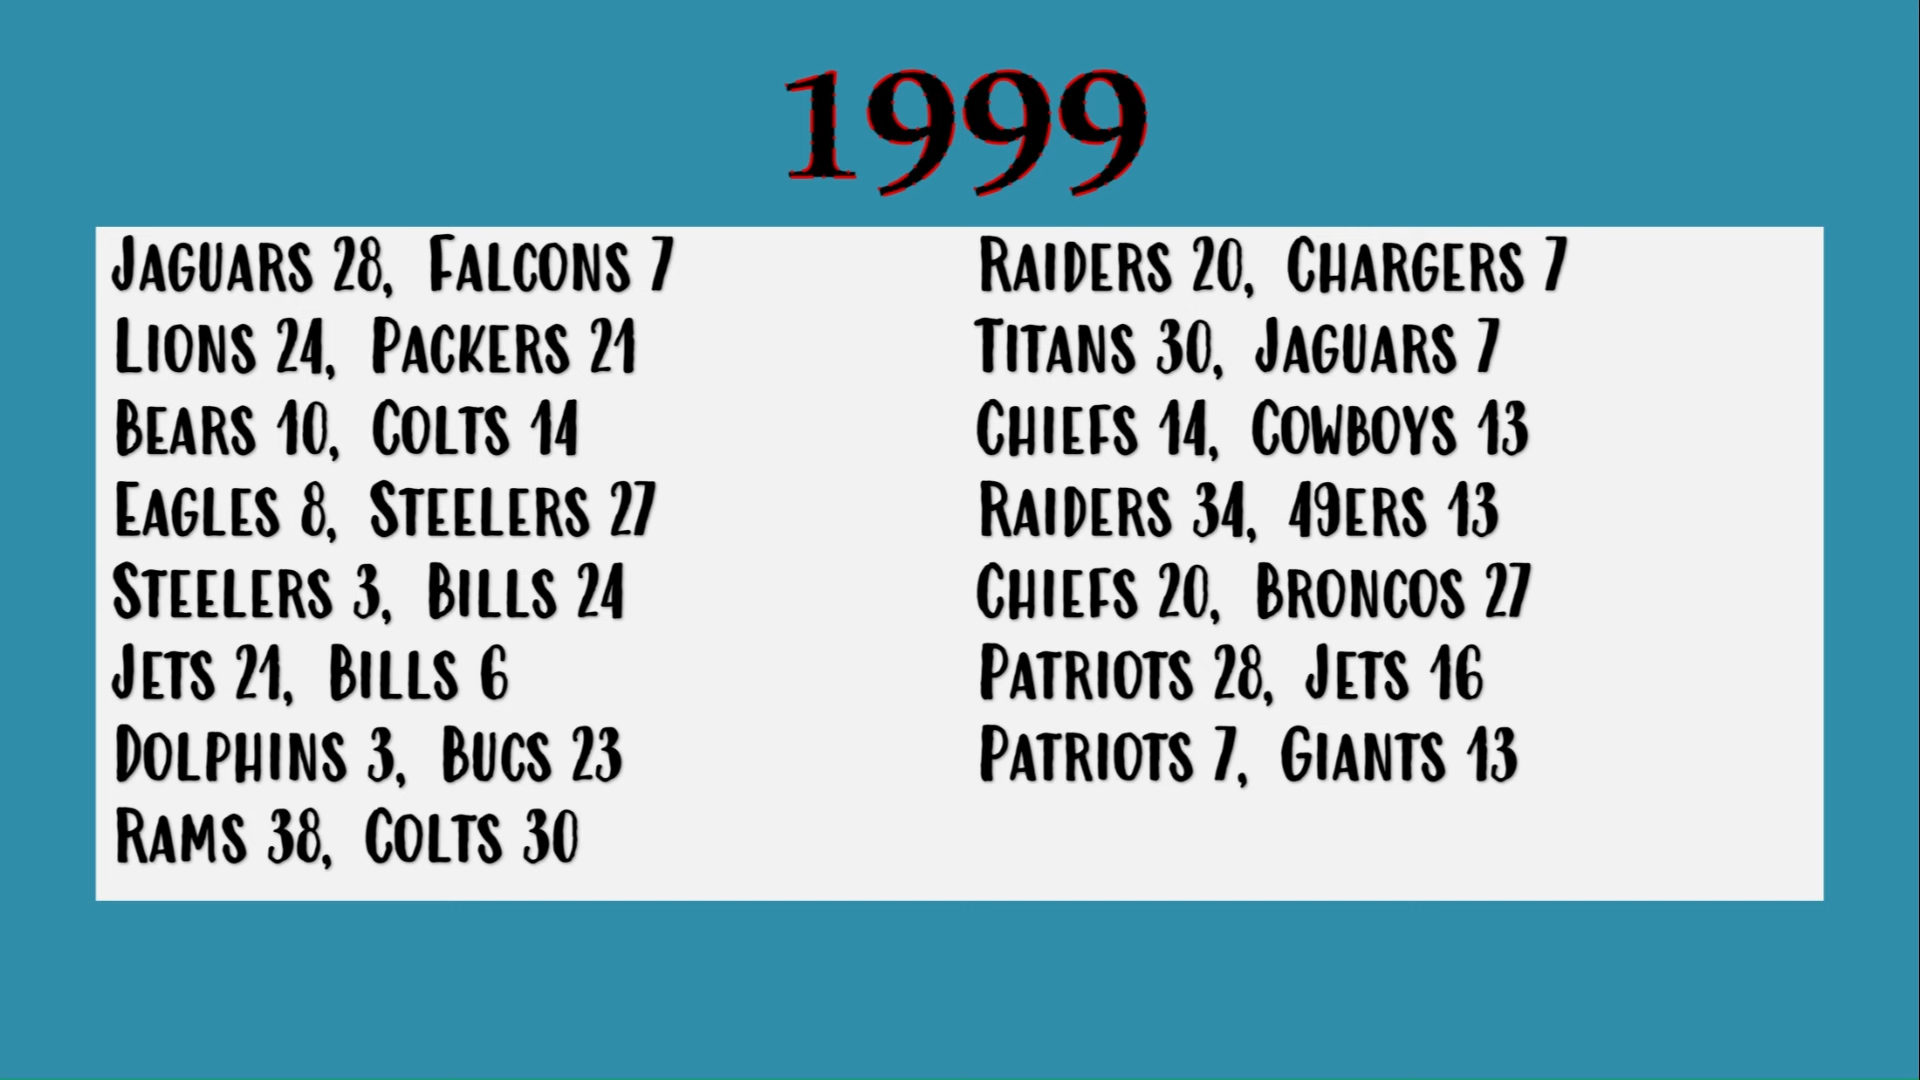 1999
Jaguars 28, Falcons 7
Lions 24, Packers 21
Bears 10, Colts 14
Eagles 8, Steelers 27
Steelers 3, Bills 24
Jets 21, Bills 6
Dolphins 3, Bucs 23
Rams 38, Colts 30
Raiders 20, Chargers 7
Titans 30, Jaguars 7
Chiefs 14, Cowboys 13
Raiders 34, 49ers 13
Chiefs 20, Broncos 27
Patriots 28, Jets 16
Patriots 7, Giants 13